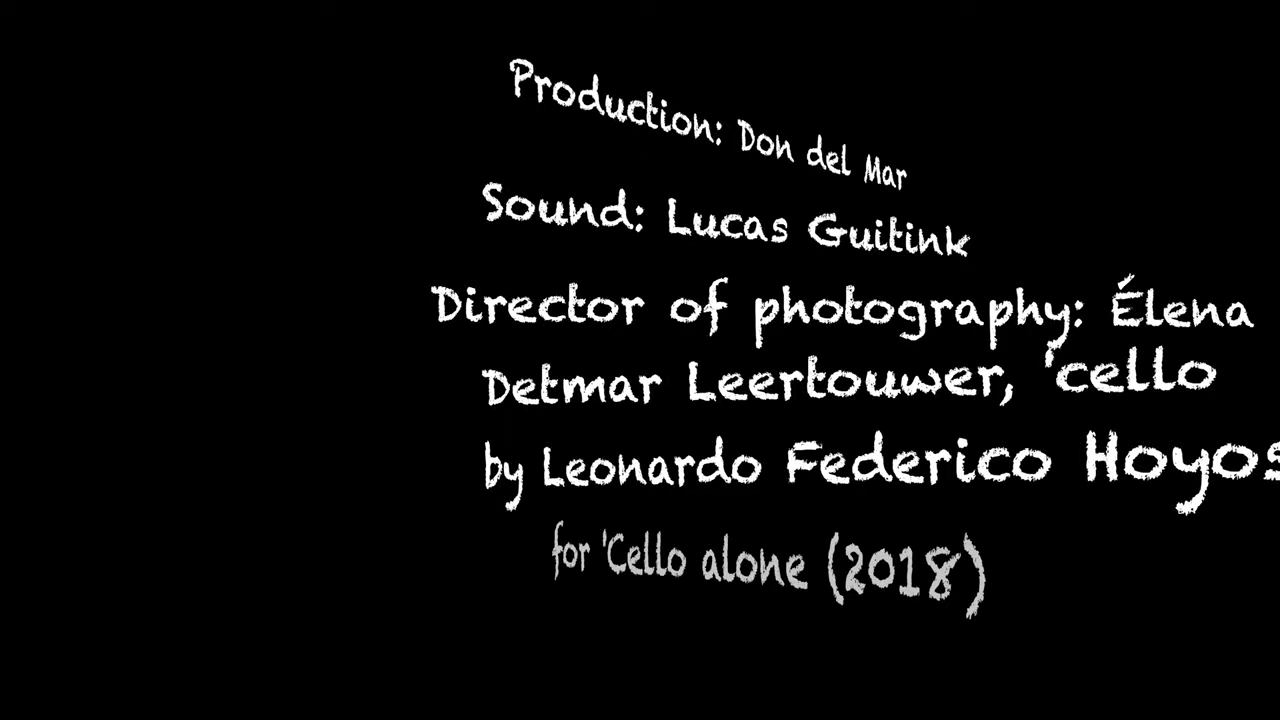 Production: Don del Mar
Sound: Lucas Guitink
Director of photography: Élena
Detmar Leertouwer, 'cello
by Leonardo Federico Hoyos
for 'Cello alone (2018)